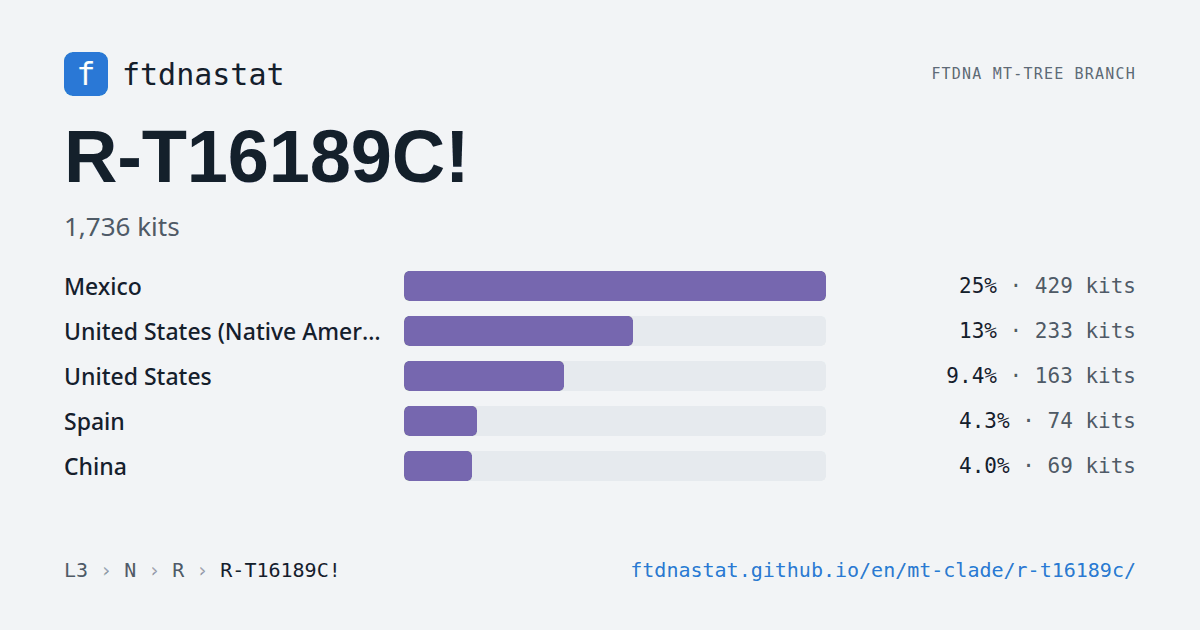 f ftdnastat
FTDNA MT-TREE BRANCH
R-T16189C!
1,736 kits
Mexico 25% · 429 kits
United States (Native Amer... 13% · 233 kits
United States 9.4% · 163 kits
Spain 4.3% · 74 kits
China 4.0% · 69 kits
L3 › N › R › R-T16189C!
ftdnastat.github.io/en/mt-clade/r-t16189c/